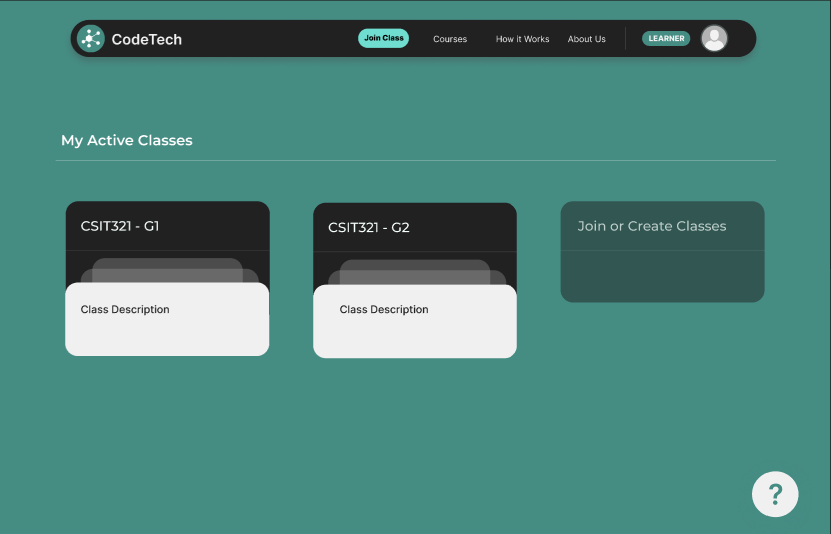 CodeTech
Join Class
Courses
How it Works
About Us
LEARNER
My Active Classes
CSIT321 - G1
CSIT321 - G2
Join or Create Classes
Class Description
Class Description
?